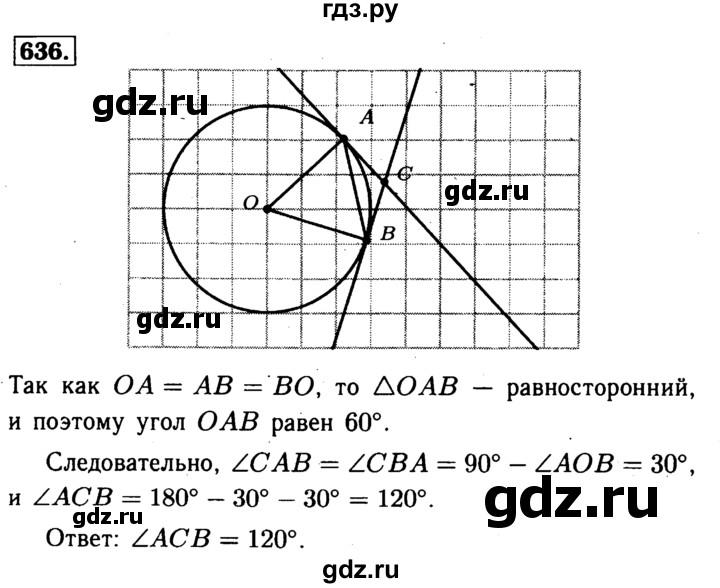 гдз.ру
636.
gdz.ru
A
C
gdz.ru
O
B
gdz.ru
Так как OA = AB = BO, то △OAB — равносторонний,
и поэтому угол OAB равен 60°.
Следовательно, ∠CAB = ∠CBA = 90° − ∠AOB = 30°,
и ∠ACB = 180° − 30° − 30° = 120°.
gdz.ru
gdz.ru
Ответ: ∠ACB = 120°.
gdz.ru